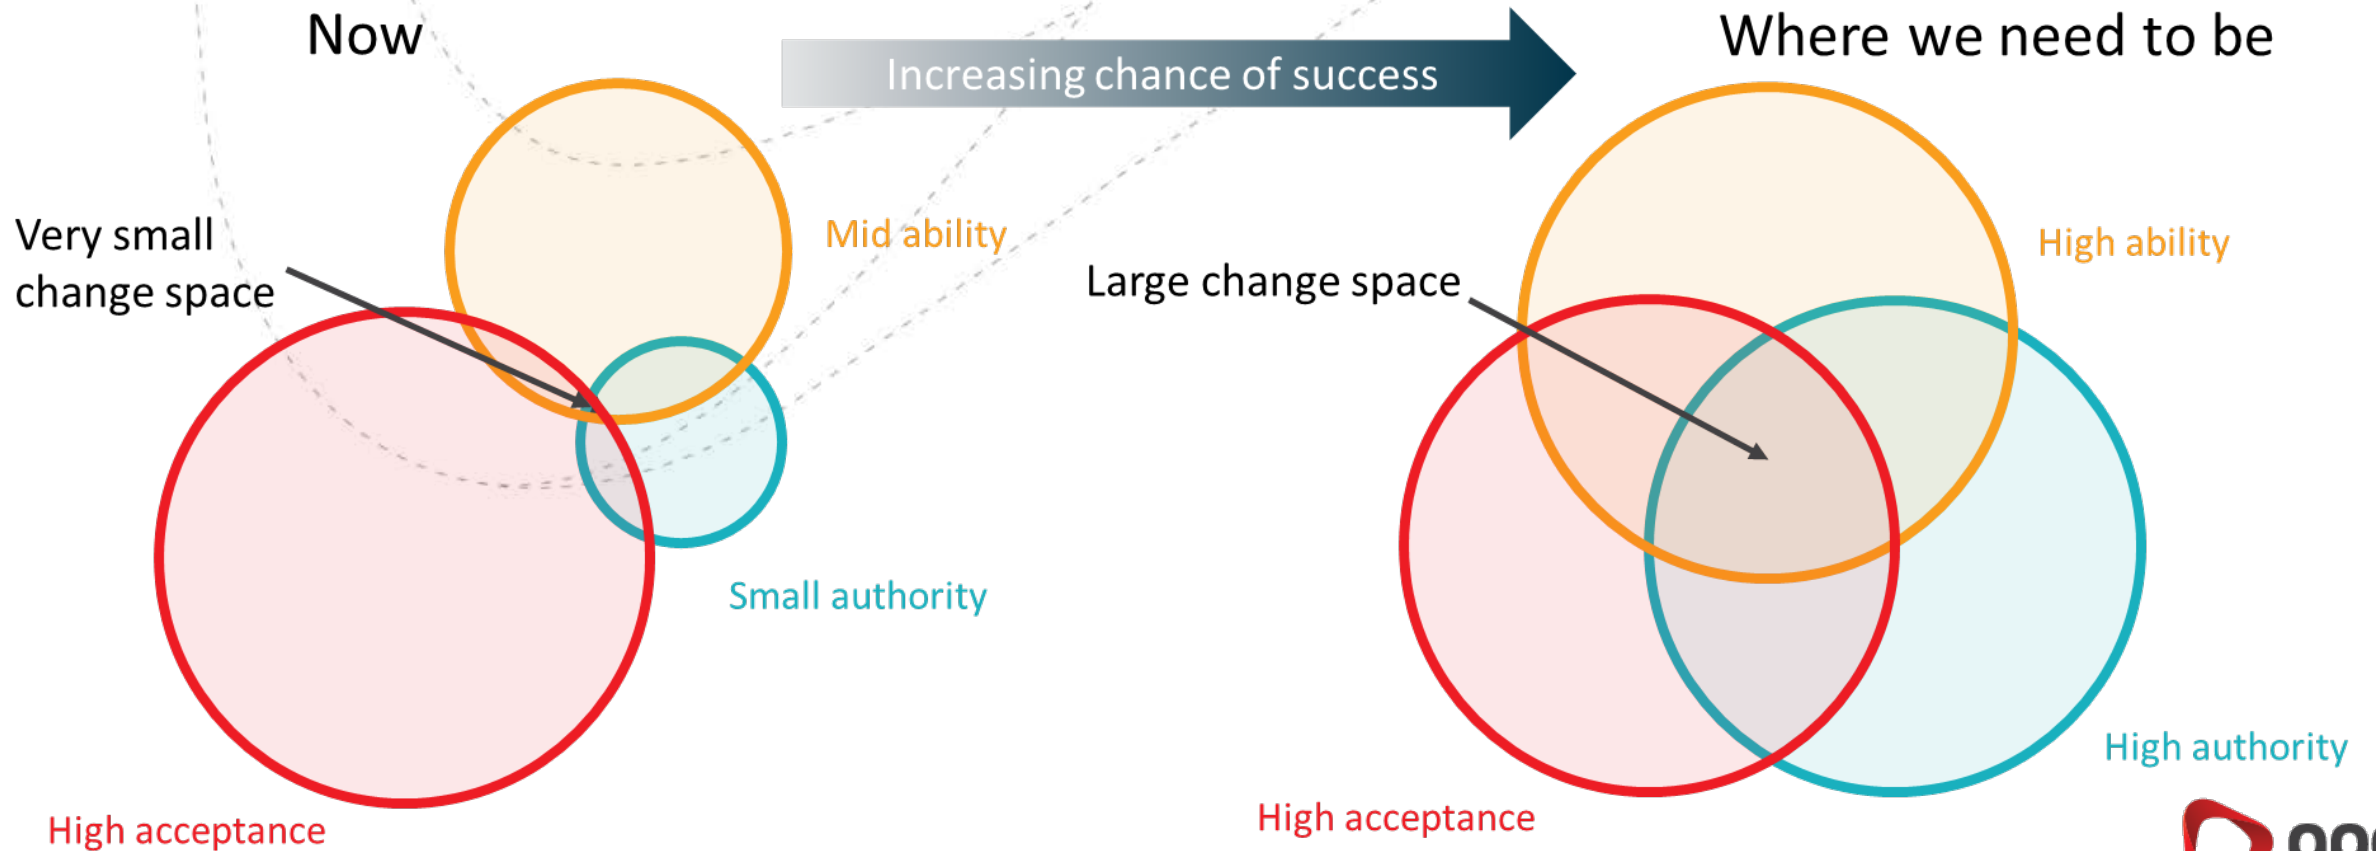 Now
Increasing chance of success
Where we need to be
Very small
change space
Mid ability
Large change space
High ability
Small authority
High authority
High acceptance
High acceptance